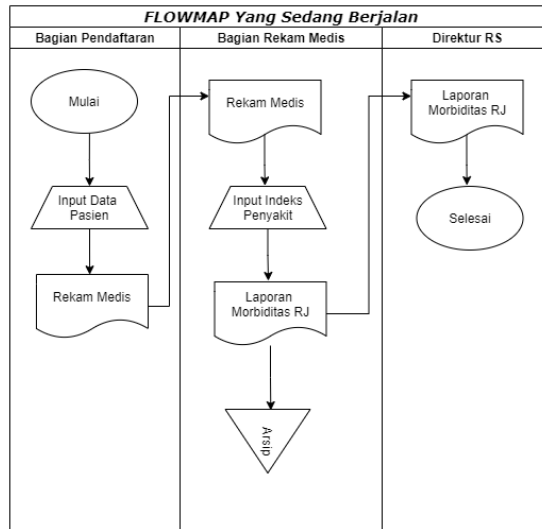 FLOWMAP Yang Sedang Berjalan
Bagian Pendaftaran
Bagian Rekam Medis
Direktur RS
Mulai
Input Data
Pasien
Rekam Medis
Rekam Medis
Input Indeks
Penyakit
Laporan
Morbiditas RJ
Arsip
Laporan
Morbiditas RJ
Selesai